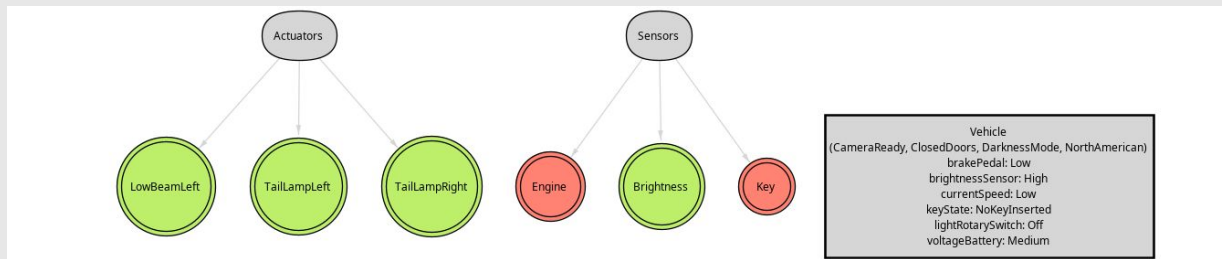 Actuators
Sensors
LowBeamLeft
TailLampLeft
TailLampRight
Engine
Brightness
Key
Vehicle
(CameraReady, ClosedDoors, DarknessMode, NorthAmerican)
brakePedal: Low
brightnessSensor: High
currentSpeed: Low
keyState: NoKeyInserted
lightRotarySwitch: Off
voltageBattery: Medium